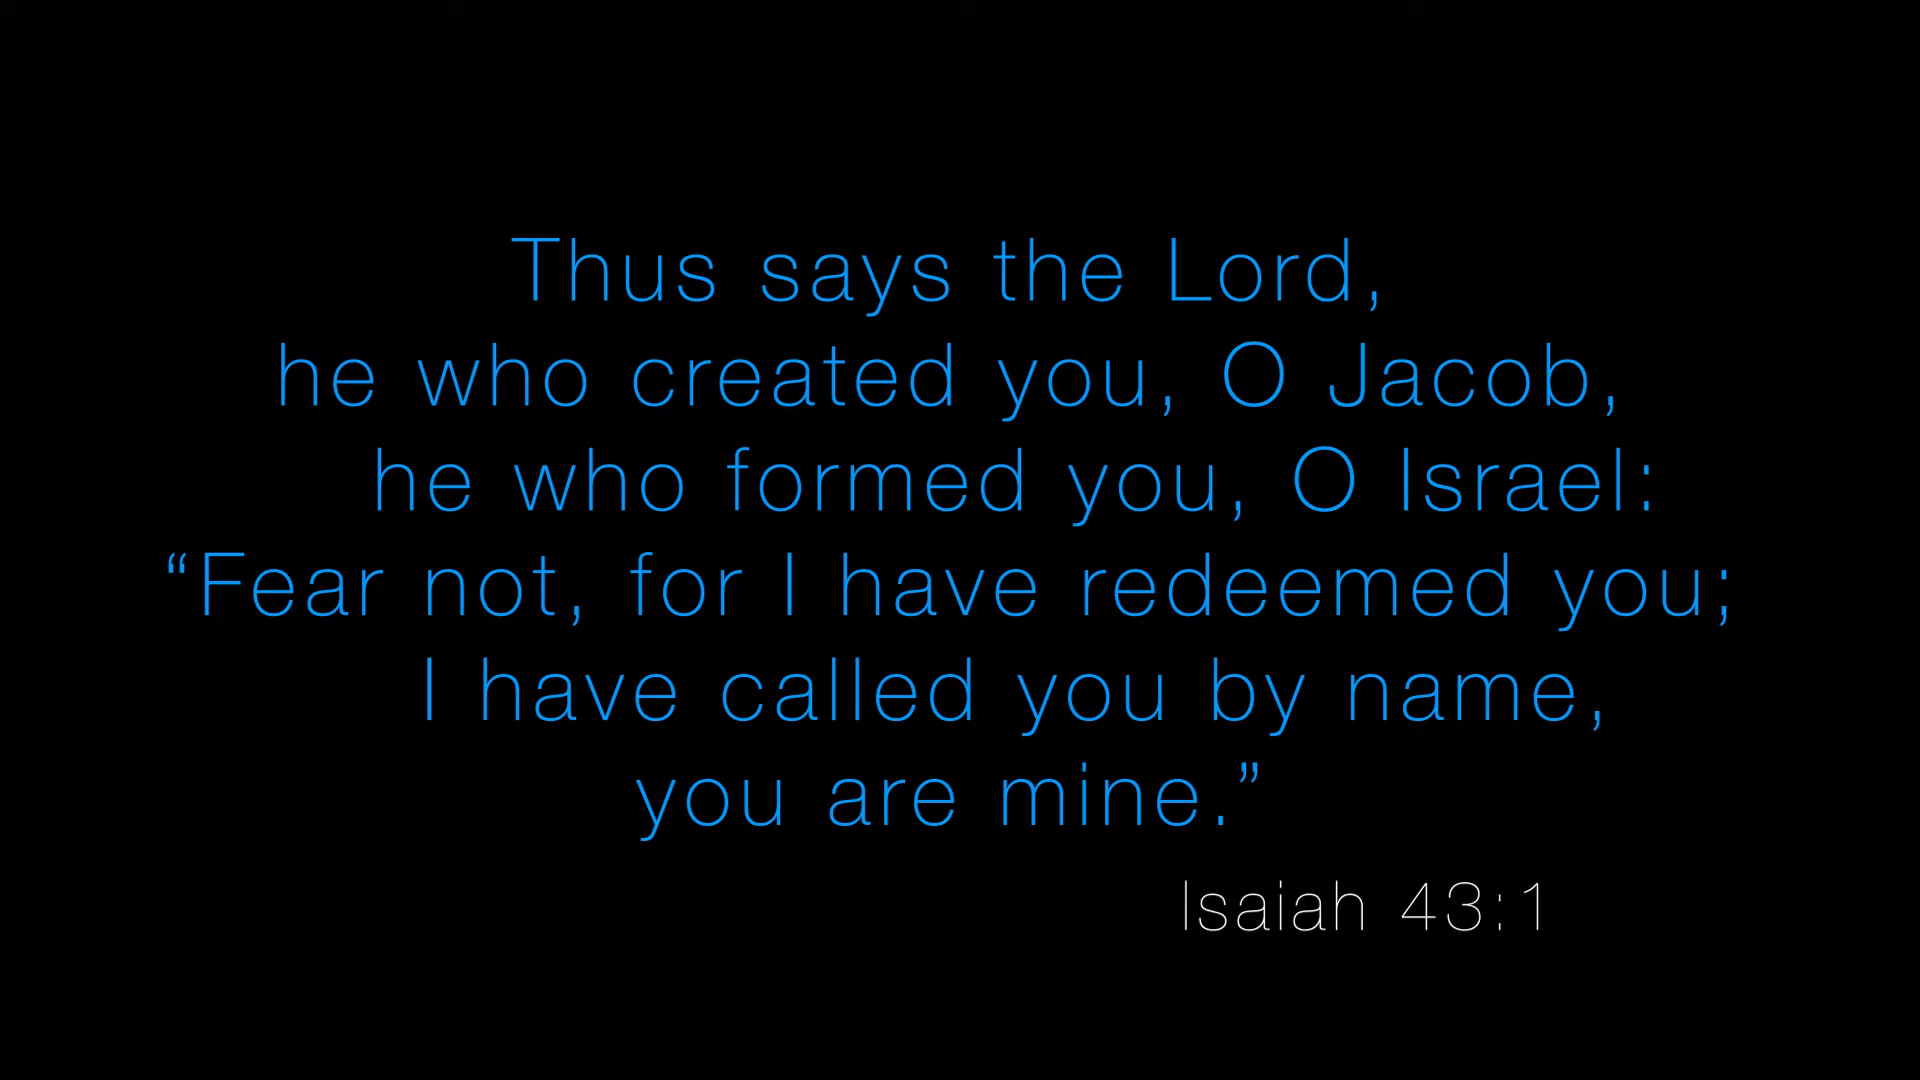 Thus says the Lord,
he who created you, O Jacob,
he who formed you, O Israel:
“Fear not, for I have redeemed you;
I have called you by name,
you are mine.”
Isaiah 43:1